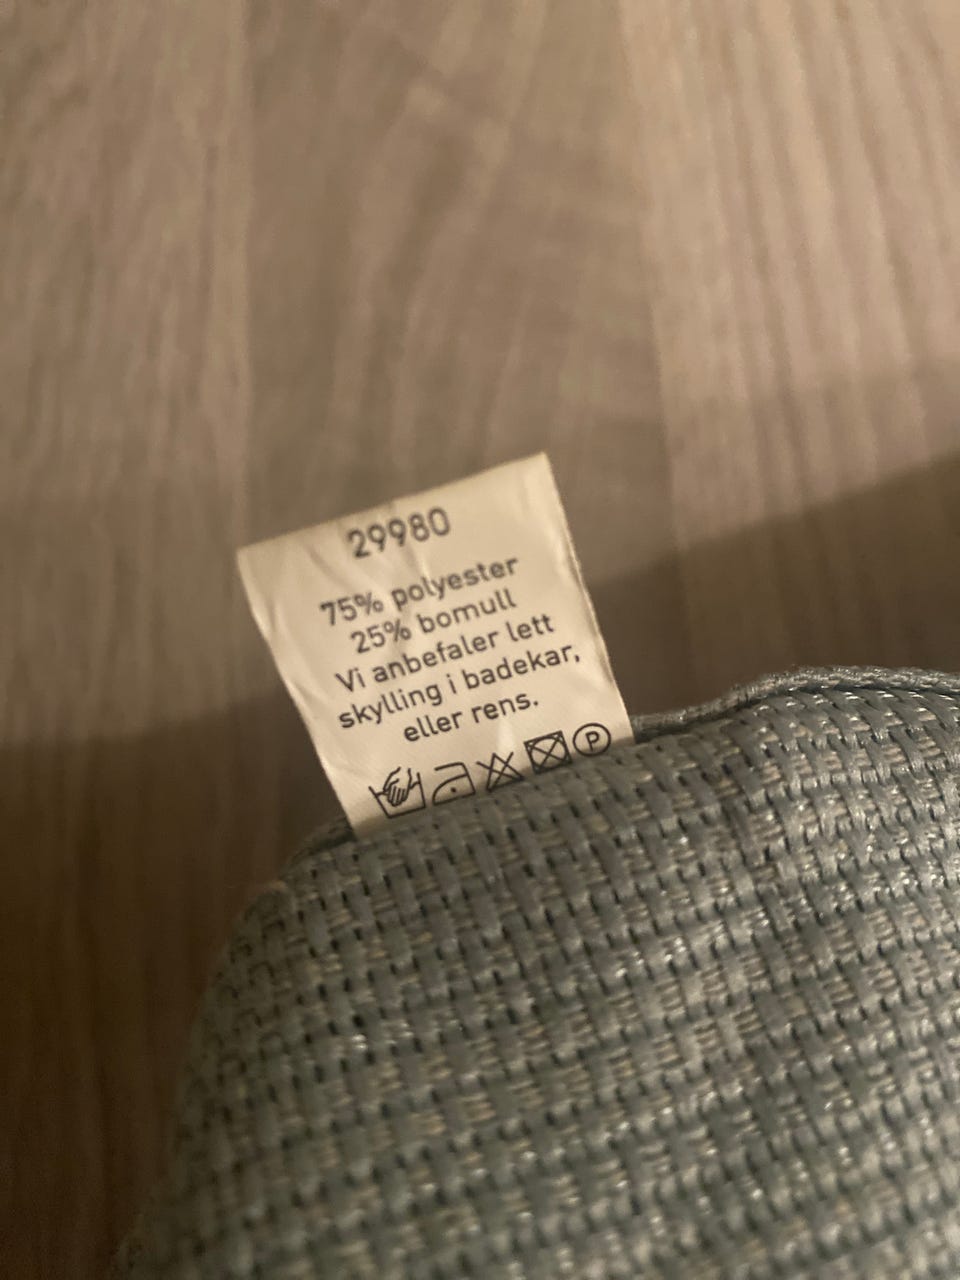 29980
75% polyester
25% bomull
Vi anbefaler lett
skylling i badekar,
eller rens.
P